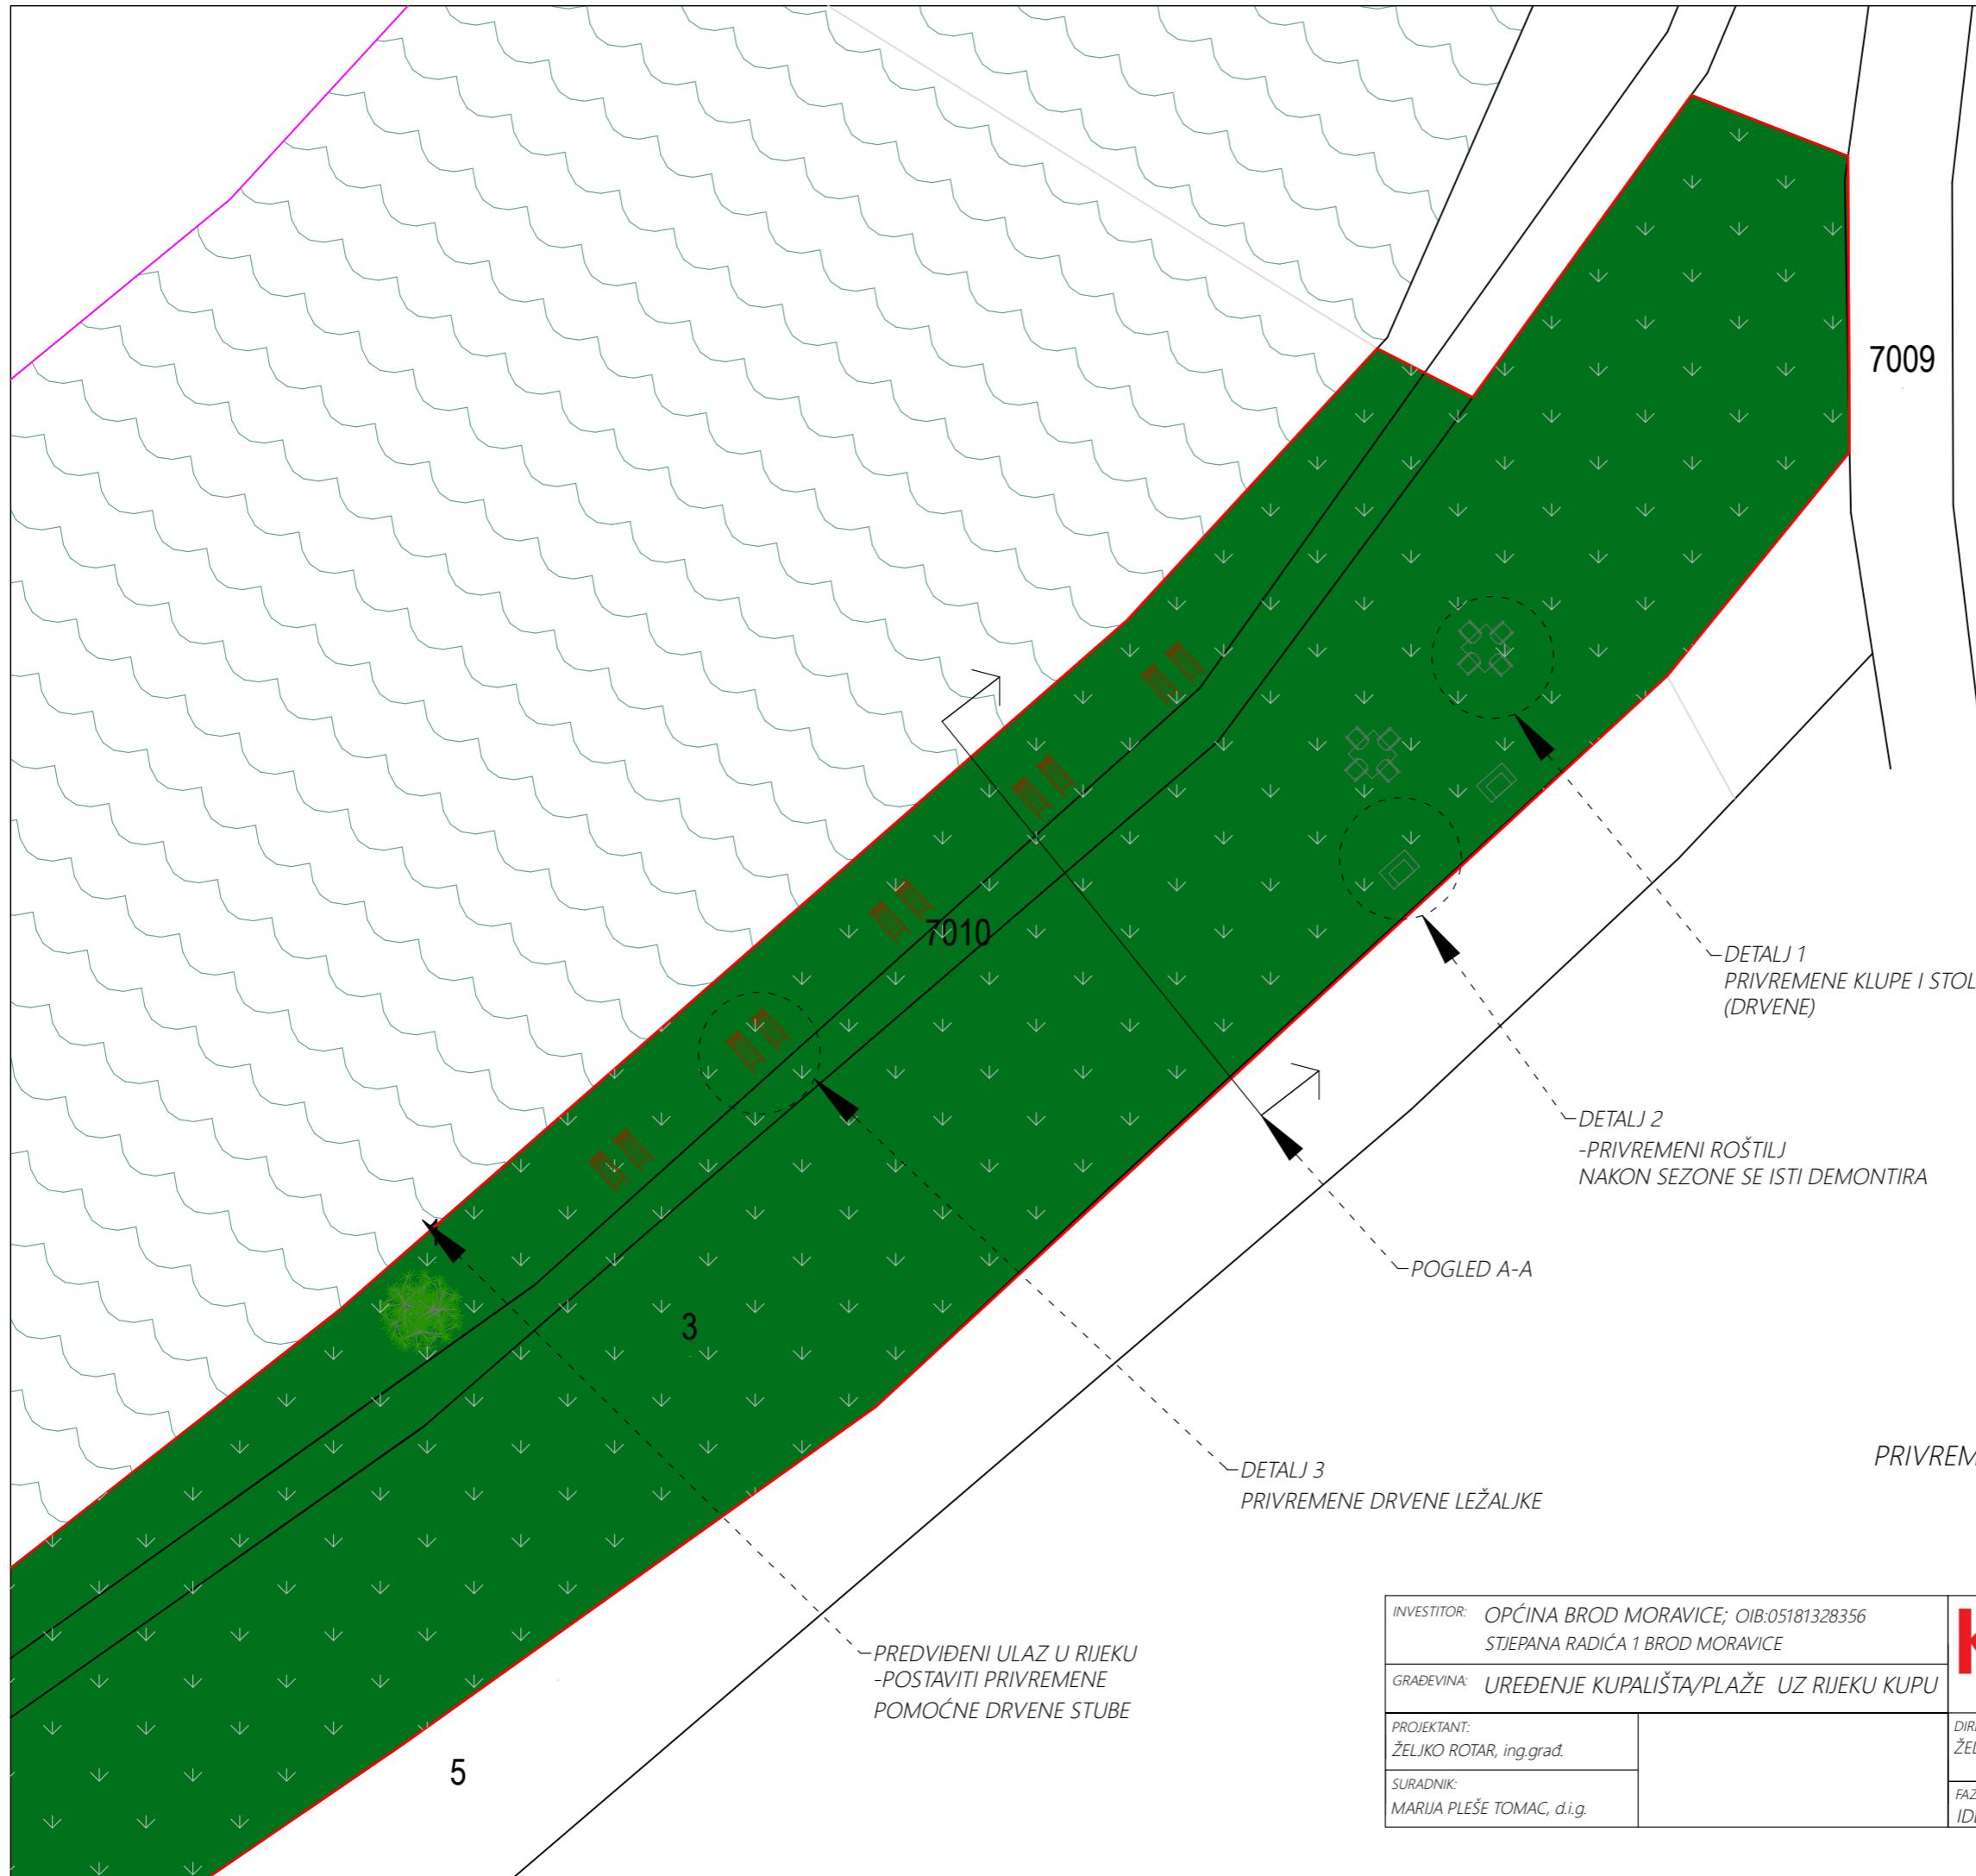 7009
7010
DETALJ 1
PRIVREMENE KLUPE I STOL
(DRVENE)
DETALJ 2
-PRIVREMENI ROŠTILJ
NAKON SEZONE SE ISTI DEMONTIRA
POGLED A-A
3
DETALJ 3
PRIVREMENE DRVENE LEŽALJKE
PRIVREM
PREDVIĐENI ULAZ U RIJEKU
-POSTAVITI PRIVREMENE
POMOĆNE DRVENE STUBE
5
INVESTITOR: OPĆINA BROD MORAVICE; OIB:05181328356
STJEPANA RADIĆA 1 BROD MORAVICE
GRAĐEVINA: UREĐENJE KUPALIŠTA/PLAŽE UZ RIJEKU KUPU
PROJEKTANT:
ŽELJKO ROTAR, ing.građ.
SURADNIK:
MARIJA PLEŠE TOMAC, d.i.g.